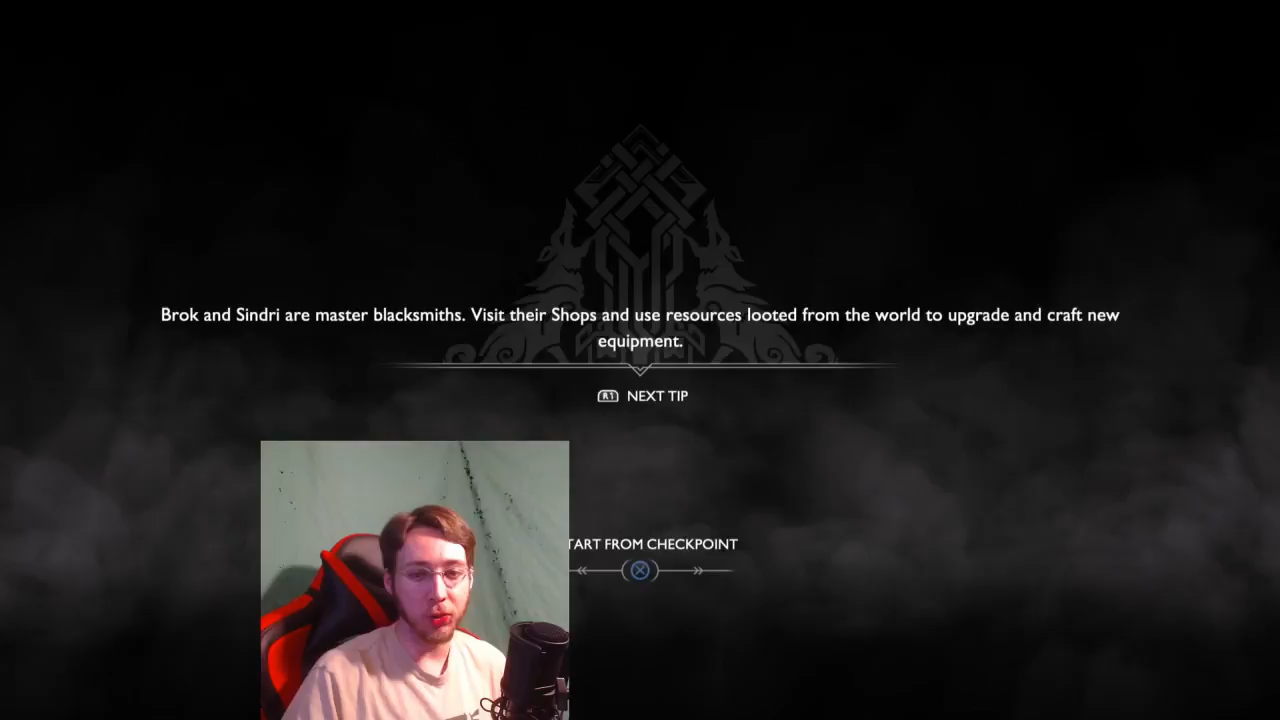 Brok and Sindri are master blacksmiths. Visit their Shops and use resources looted from the world to upgrade and craft new
equipment.
R1 NEXT TIP
TART FROM CHECKPOINT